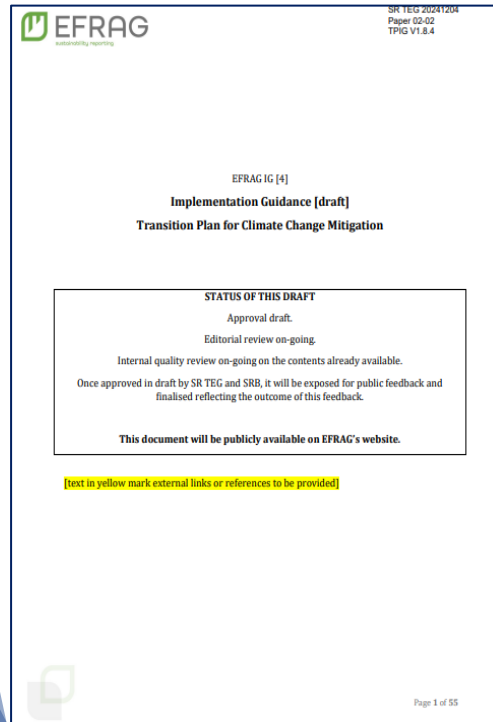 EFRAG
sustainability reporting
SR TEG 20241204
Paper 02-02
TPIG V1.8.4
EFRAG IG [4]
Implementation Guidance [draft]
Transition Plan for Climate Change Mitigation
STATUS OF THIS DRAFT
Approval draft.
Editorial review on-going.
Internal quality review on-going on the contents already available.
Once approved in draft by SR TEG and SRB, it will be exposed for public feedback and
finalised reflecting the outcome of this feedback.
This document will be publicly available on EFRAG's website.
[text in yellow mark external links or references to be provided]
Page 1 of 55